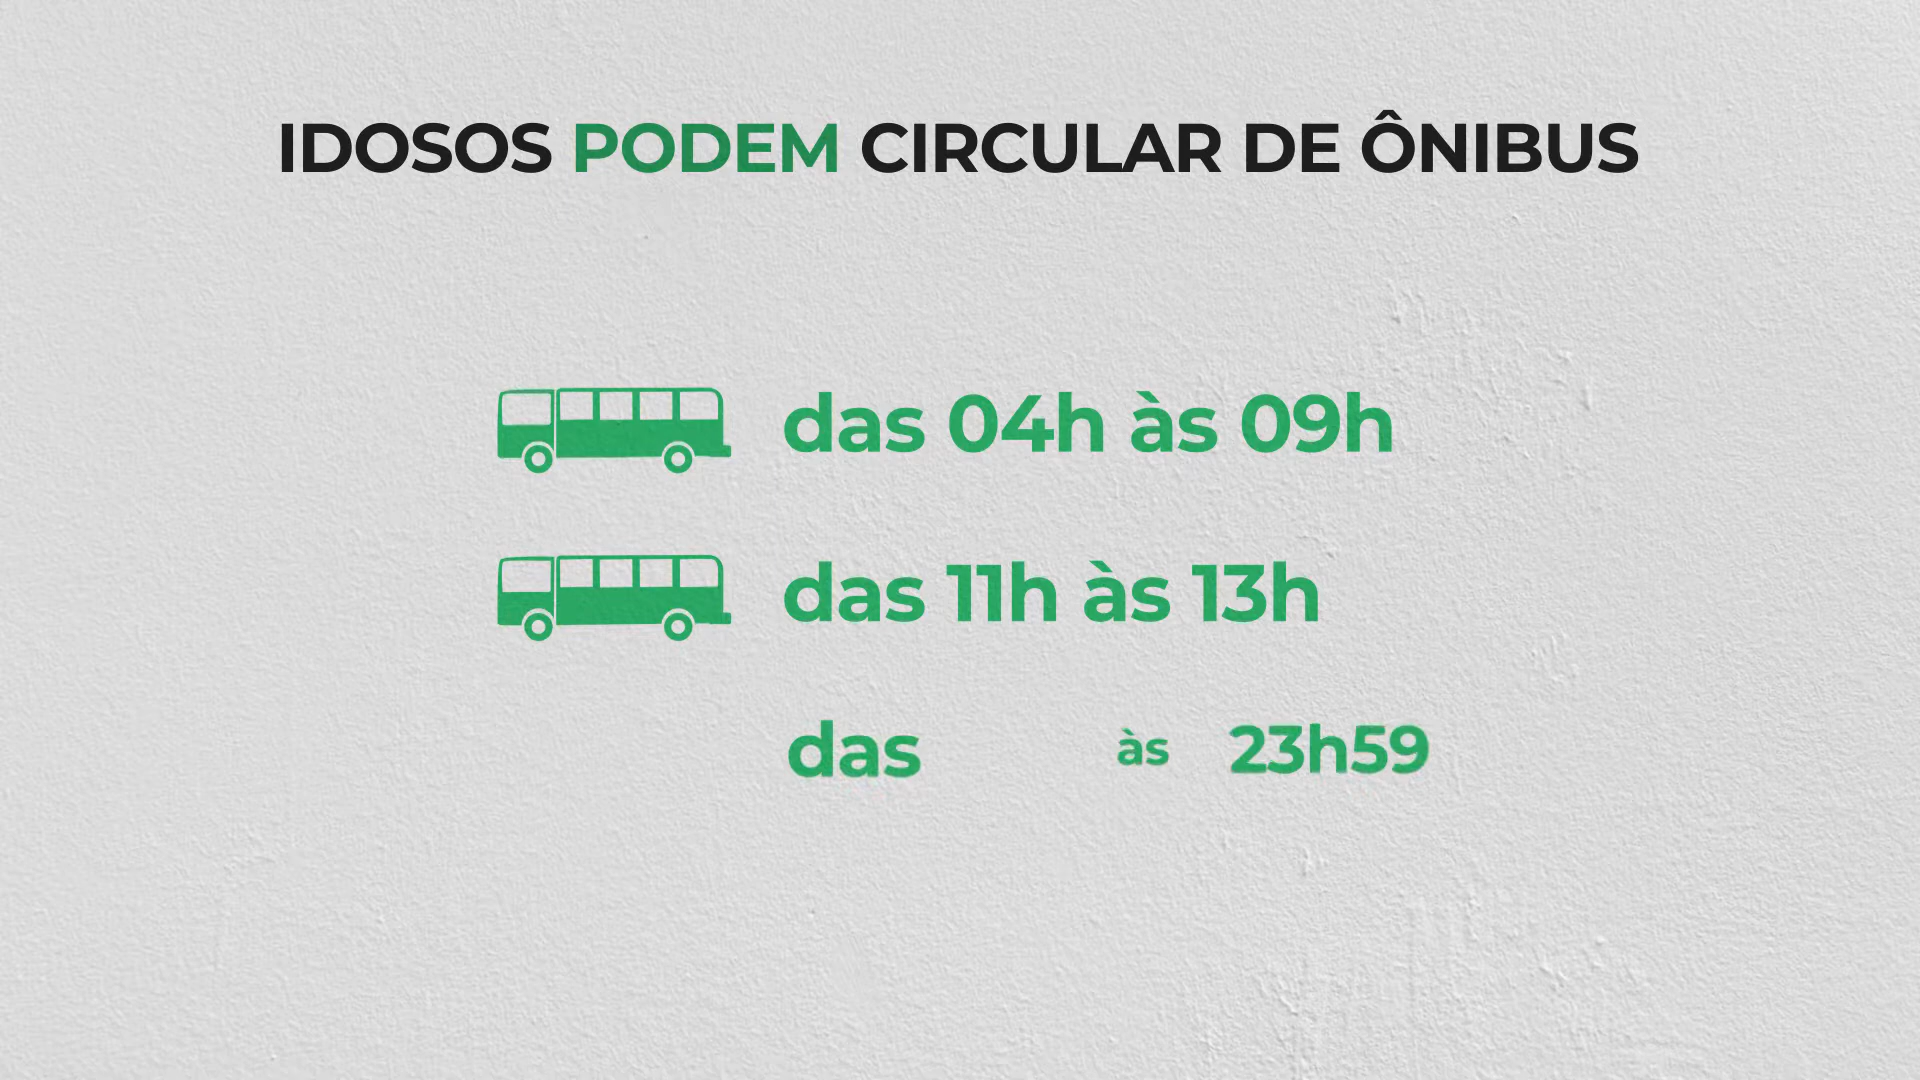 IDOSOS PODEM CIRCULAR DE ÔNIBUS
das 04h às 09h
das 11h às 13h
das às 23h59